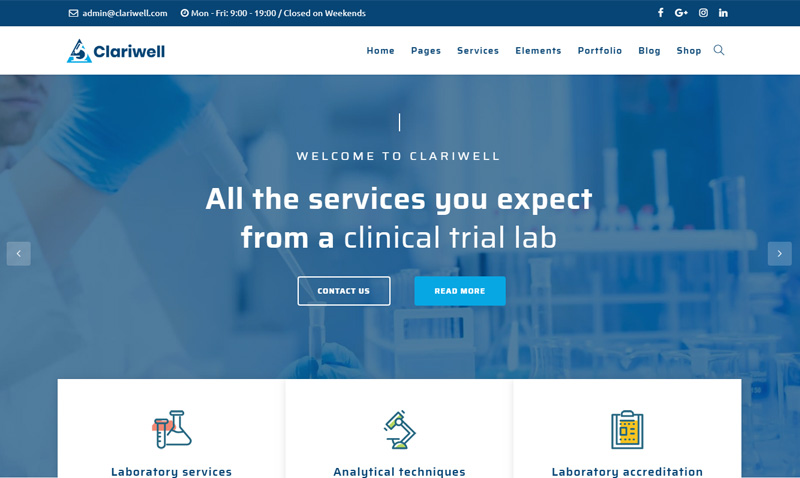 admin@clariwell.com Mon - Fri: 9:00 - 19:00 / Closed on Weekends
Clariwell
Home Pages Services Elements Portfolio Blog Shop
WELCOME TO CLARIWELL
All the services you expect
from a clinical trial lab
CONTACT US READ MORE
Laboratory services Analytical techniques Laboratory accreditation